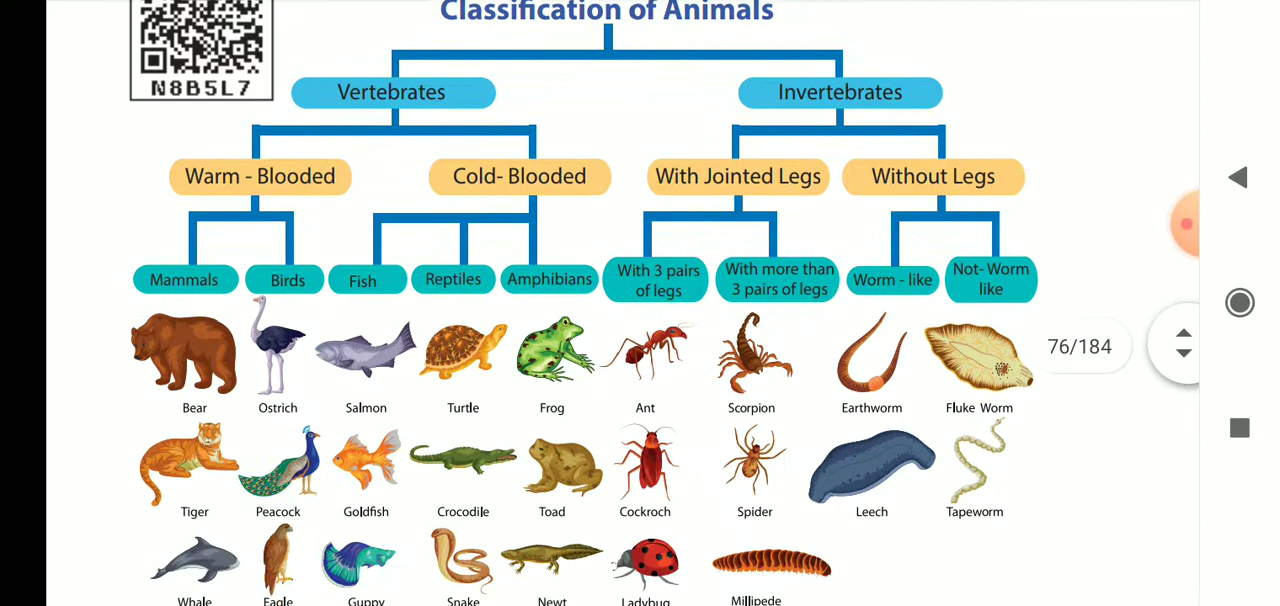 Classification of Animals
N8B5L7
Vertebrates
Invertebrates
Warm - Blooded
Cold- Blooded
With Jointed Legs
Without Legs
Mammals
Birds
Fish
Reptiles
Amphibians
With 3 pairs
of legs
With more than
3 pairs of legs
Worm - like
Not- Worm
like
76/184
Bear
Ostrich
Salmon
Turtle
Frog
Ant
Scorpion
Earthworm
Fluke Worm
Tiger
Peacock
Goldfish
Crocodile
Toad
Cockroch
Spider
Leech
Tapeworm
Whale
Eagle
Guppy
Snake
Newt
Ladybug
Millipede